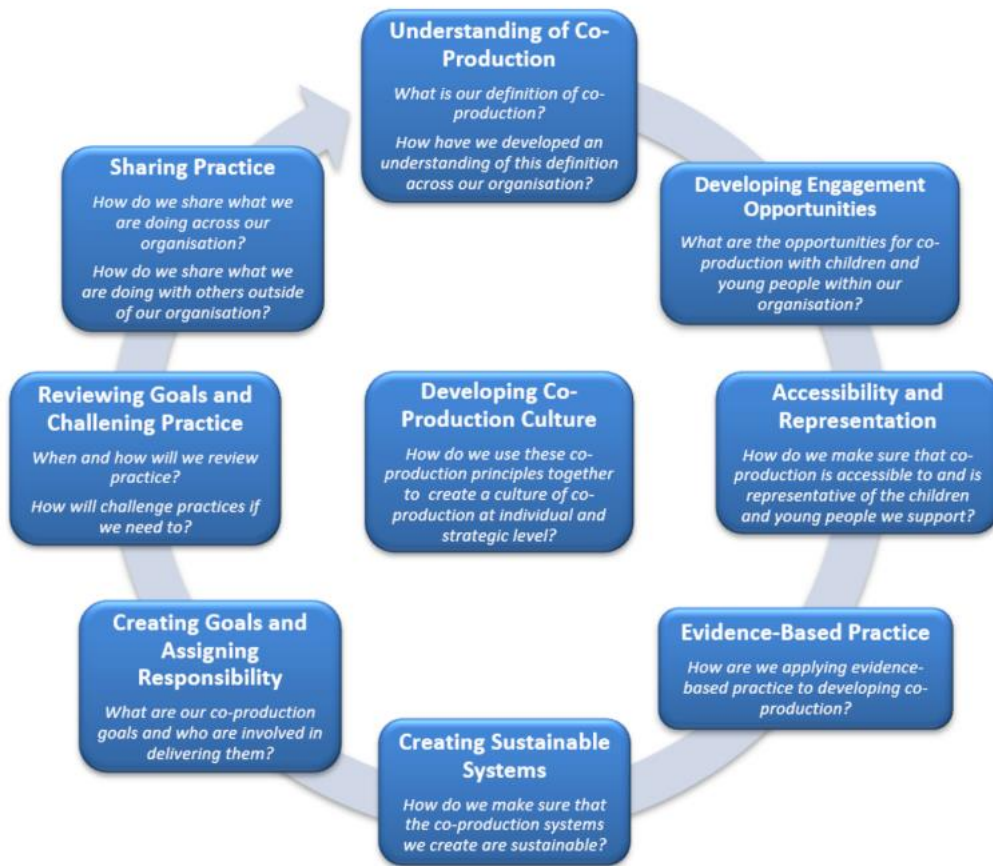 Understanding of Co-
Production
What is our definition of co-
production?
How have we developed an
understanding of this definition
across our organisation?
Developing Engagement
Opportunities
What are the opportunities for co-
production with children and
young people within our
organisation?
Accessibility and
Representation
How do we make sure that co-
production is accessible to and is
representative of the children
and young people we support?
Evidence-Based Practice
How are we applying evidence-
based practice to developing co-
production?
Creating Sustainable
Systems
How do we make sure that
the co-production systems
we create are sustainable?
Creating Goals and
Assigning
Responsibility
What are our co-production
goals and who are involved in
delivering them?
Reviewing Goals and
Challening Practice
When and how will we review
practice?
How will challenge practices if
we need to?
Sharing Practice
How do we share what we
are doing across our
organisation?
How do we share what we
are doing with others outside
of our organisation?
Developing Co-
Production Culture
How do we use these co-
production principles together
to create a culture of co-
production at individual and
strategic level?